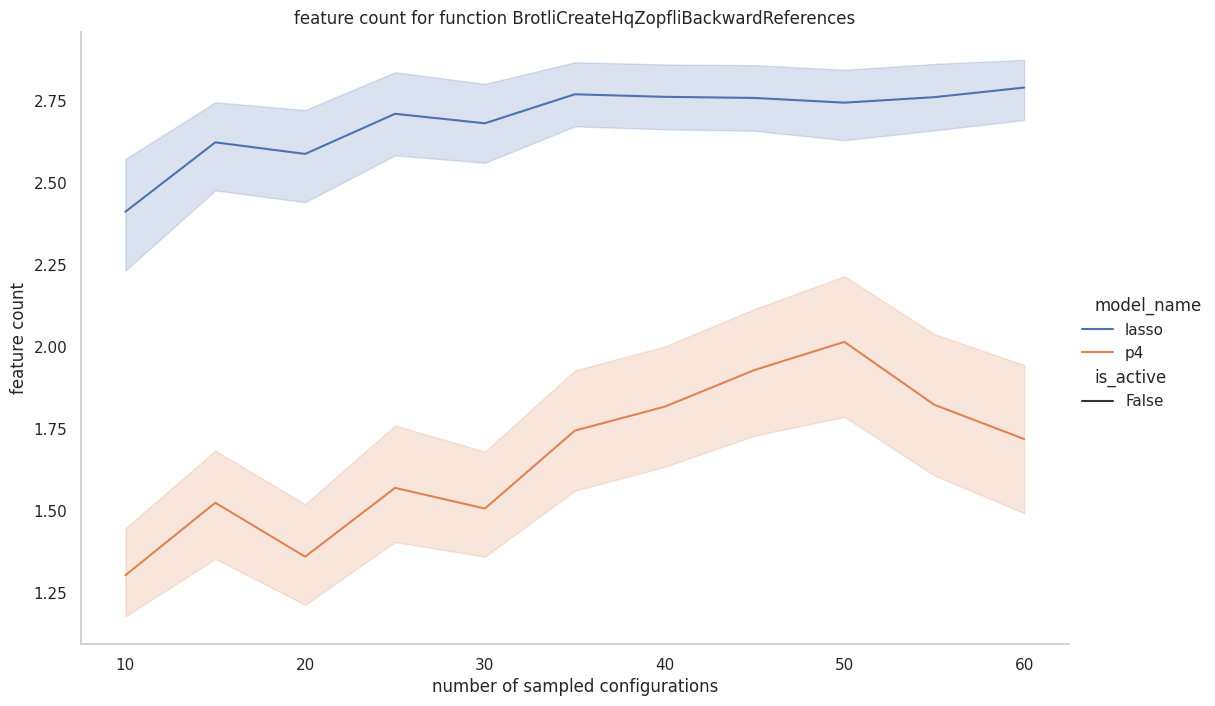 feature count for function BrotliCreateHqZopfliBackwardReferences
feature count
2.75
2.50
2.25
2.00
1.75
1.50
1.25
10 20 30 40 50 60
number of sampled configurations
model_name
lasso
p4
is_active
False